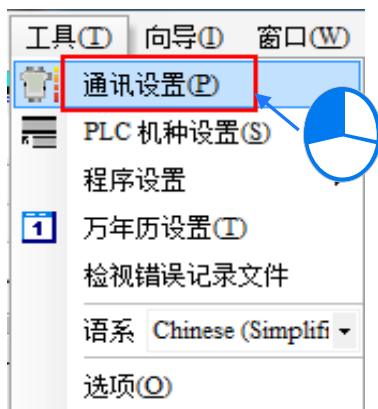 工具(T) 向导(I) 窗口(W)
通讯设置(P)
PLC 机种设置(S)
程序设置
1 万年历设置(T)
检视错误记录文件
语系 Chinese (Simplifi
选项(O)